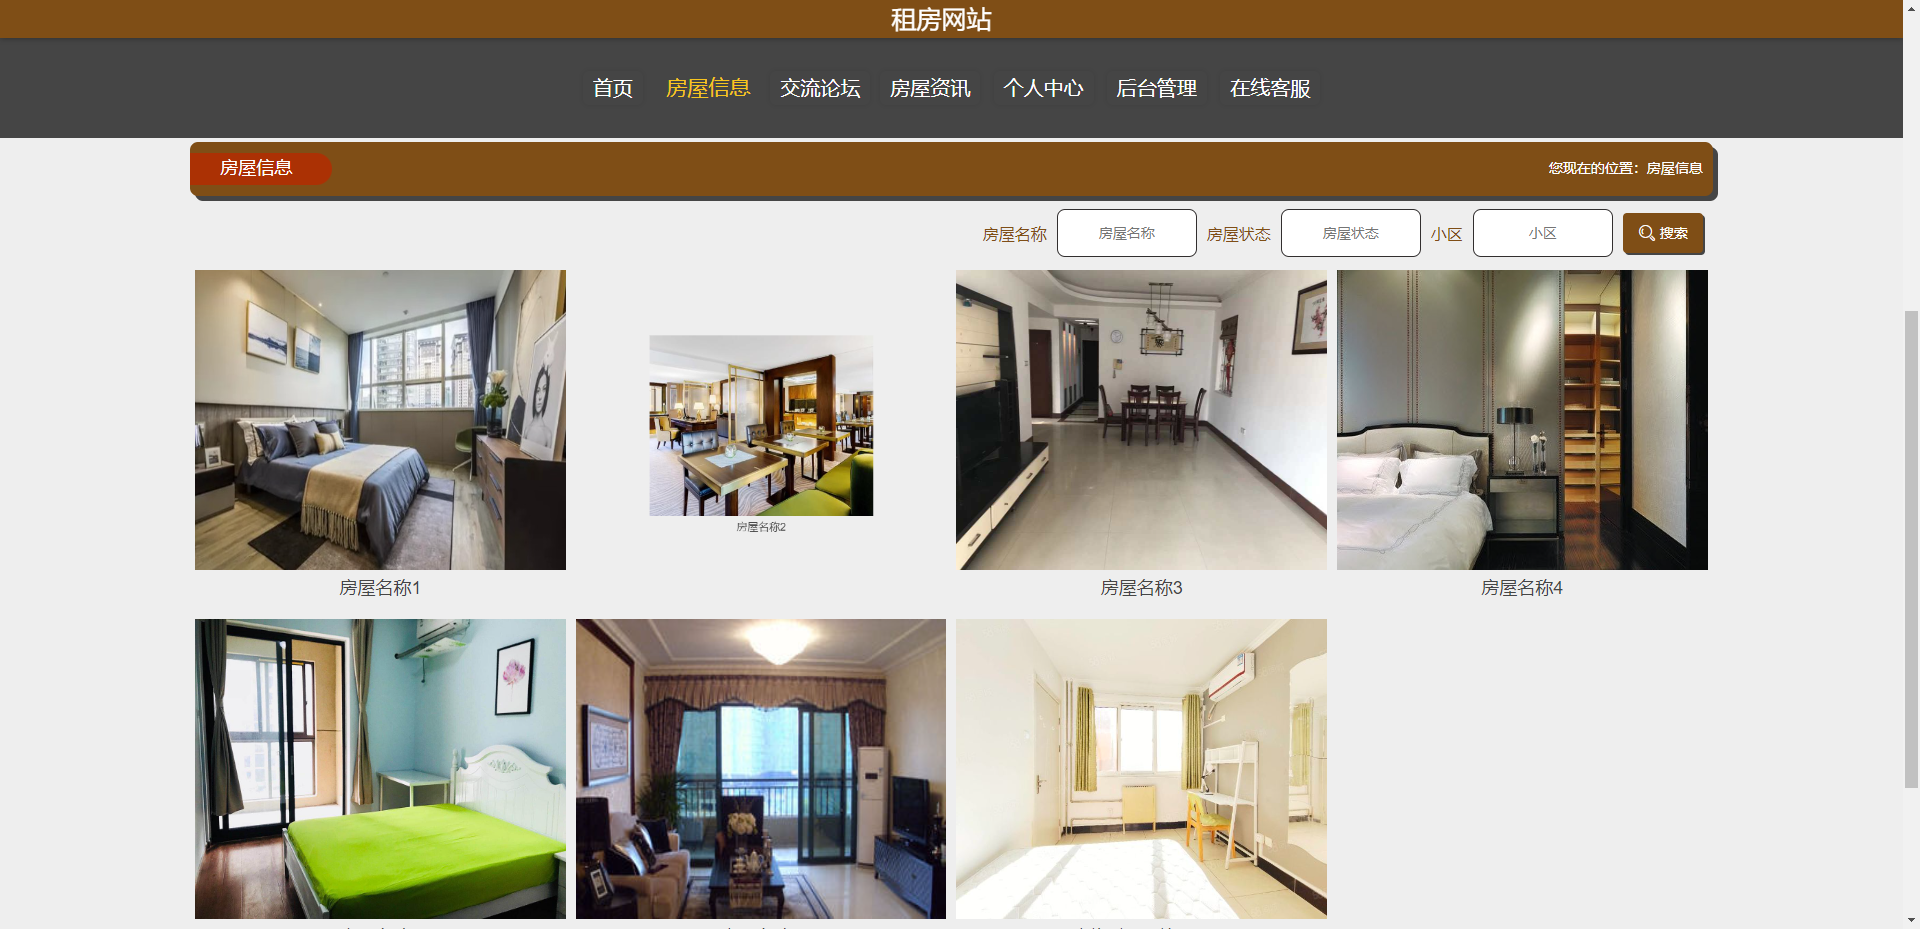 租房网站
首页 房屋信息 交流论坛 房屋资讯 个人中心 后台管理 在线客服
房屋信息 您现在的位置：房屋信息
房屋名称 房屋名称 房屋状态 房屋状态 小区 小区 搜索
房屋名称2
房屋名称1 房屋名称3 房屋名称4